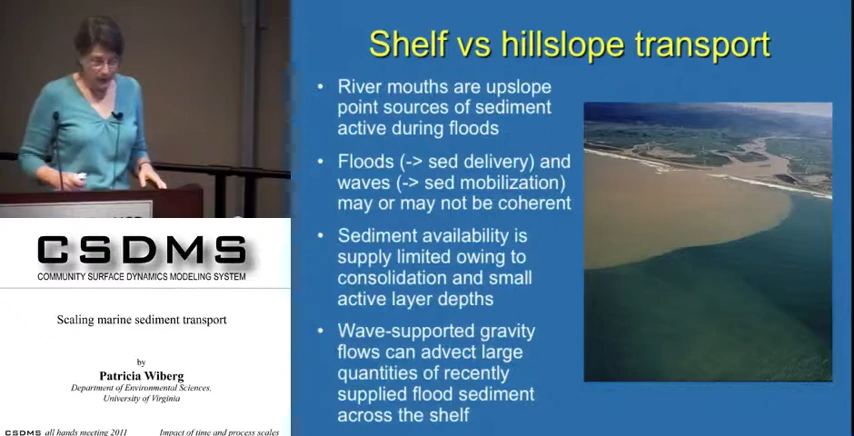 Shelf vs hillslope transport
• River mouths are upslope
point sources of sediment
active during floods
• Floods (-> sed delivery) and
waves (-> sed mobilization)
may or may not be coherent
• Sediment availability is
supply limited owing to
consolidation and small
active layer depths
• Wave-supported gravity
flows can advect large
quantities of recently
supplied flood sediment
across the shelf
CSDMS
COMMUNITY SURFACE DYNAMICS MODELING SYSTEM
Scaling marine sediment transport
by
Patricia Wiberg
Department of Environmental Sciences,
University of Virginia
CSDMS all hands meeting 2011 Impact of time and process scales